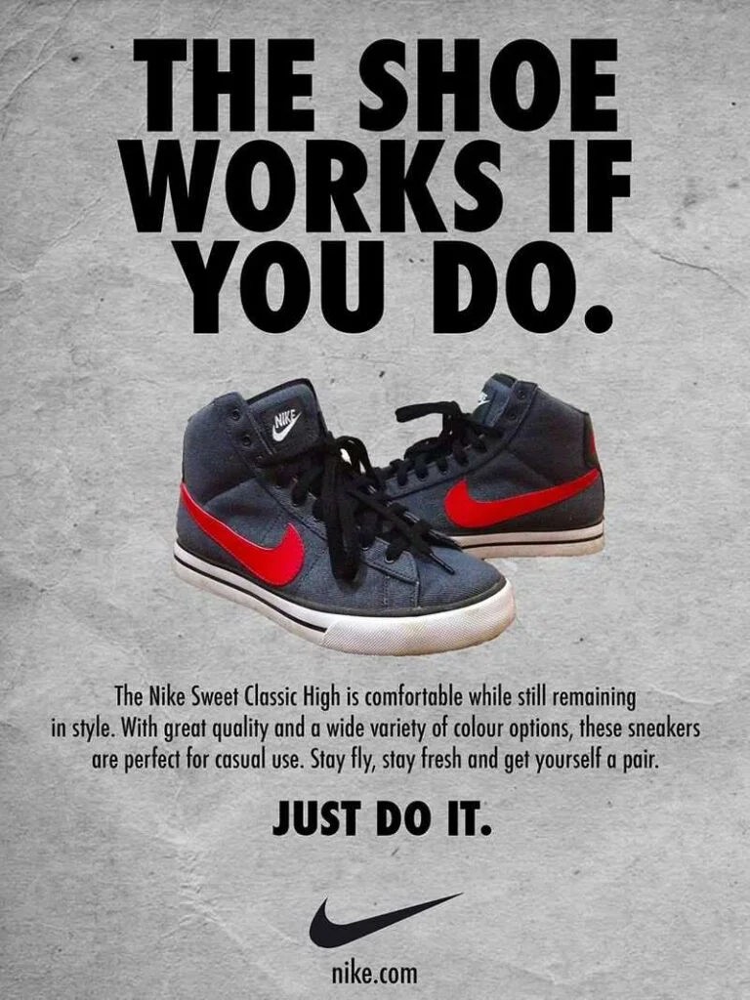 THE SHOE
WORKS IF
YOU DO.
NIKE
The Nike Sweet Classic High is comfortable while still remaining
in style. With great quality and a wide variety of colour options, these sneakers
are perfect for casual use. Stay fly, stay fresh and get yourself a pair.
JUST DO IT.
nike.com